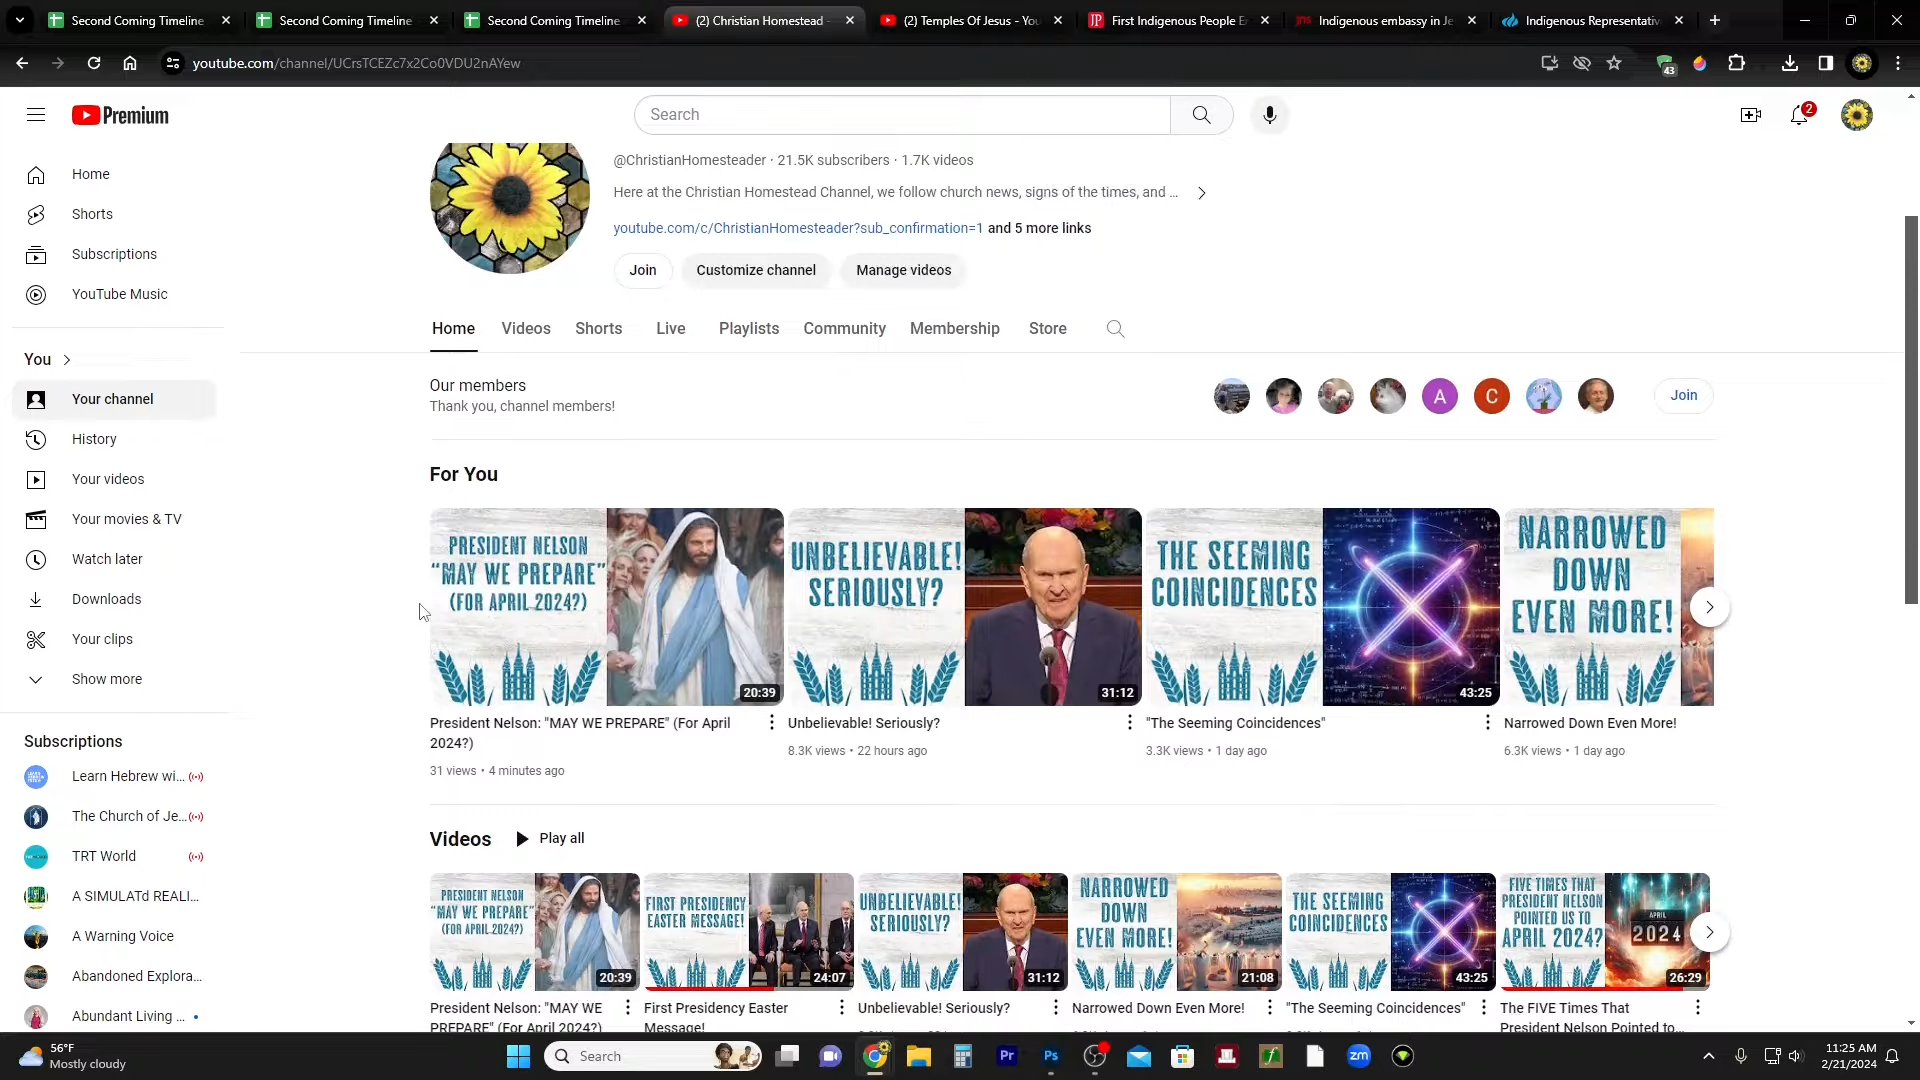 Second Coming Timeline
Second Coming Timeline
Second Coming Timeline
(2) Christian Homestead -
(2) Temples Of Jesus - You
JP First Indigenous People E
jns Indigenous embassy in Je
Indigenous Representativ
youtube.com/channel/UCrsTCEZc7x2Co0VDU2nAYew
43
Premium
Search
2
Home
Shorts
Subscriptions
YouTube Music
You
Your channel
History
Your videos
Your movies & TV
Watch later
Downloads
Your clips
Show more
Subscriptions
Learn Hebrew wi...
The Church of Je...
TRT World
A SIMULATd REALI...
A Warning Voice
Abandoned Explora...
Abundant Living ...
@ChristianHomesteader · 21.5K subscribers · 1.7K videos
Here at the Christian Homestead Channel, we follow church news, signs of the times, and ...
youtube.com/c/ChristianHomesteader?sub_confirmation=1 and 5 more links
Join
Customize channel
Manage videos
Home
Videos
Shorts
Live
Playlists
Community
Membership
Store
Our members
Thank you, channel members!
A
C
Join
For You
PRESIDENT NELSON
"MAY WE PREPARE"
(FOR APRIL 2024?)
20:39
UNBELIEVABLE!
SERIOUSLY?
31:12
THE SEEMING
COINCIDENCES
43:25
NARROWED
DOWN
EVEN MORE!
President Nelson: "MAY WE PREPARE" (For April
2024?)
31 views • 4 minutes ago
Unbelievable! Seriously?
8.3K views • 22 hours ago
"The Seeming Coincidences"
3.3K views • 1 day ago
Narrowed Down Even More!
6.3K views • 1 day ago
Videos
Play all
PRESIDENT NELSON
"MAY WE PREPARE"
(FOR APRIL 2024?)
20:39
FIRST PRESIDENCY
EASTER
MESSAGE!
24:07
UNBELIEVABLE!
SERIOUSLY?
31:12
NARROWED
DOWN
EVEN MORE!
21:08
THE SEEMING
COINCIDENCES
43:25
FIVE TIMES THAT
PRESIDENT NELSON
POINTED US TO
APRIL 2024?
APRIL
2024
26:29
President Nelson: "MAY WE
PREPARE" (For April 2024?)
First Presidency Easter
Message!
Unbelievable! Seriously?
Narrowed Down Even More!
"The Seeming Coincidences"
The FIVE Times That
President Nelson Pointed to...
56°F
Mostly cloudy
Search
Pr
Ps
zm
11:25 AM
2/21/2024